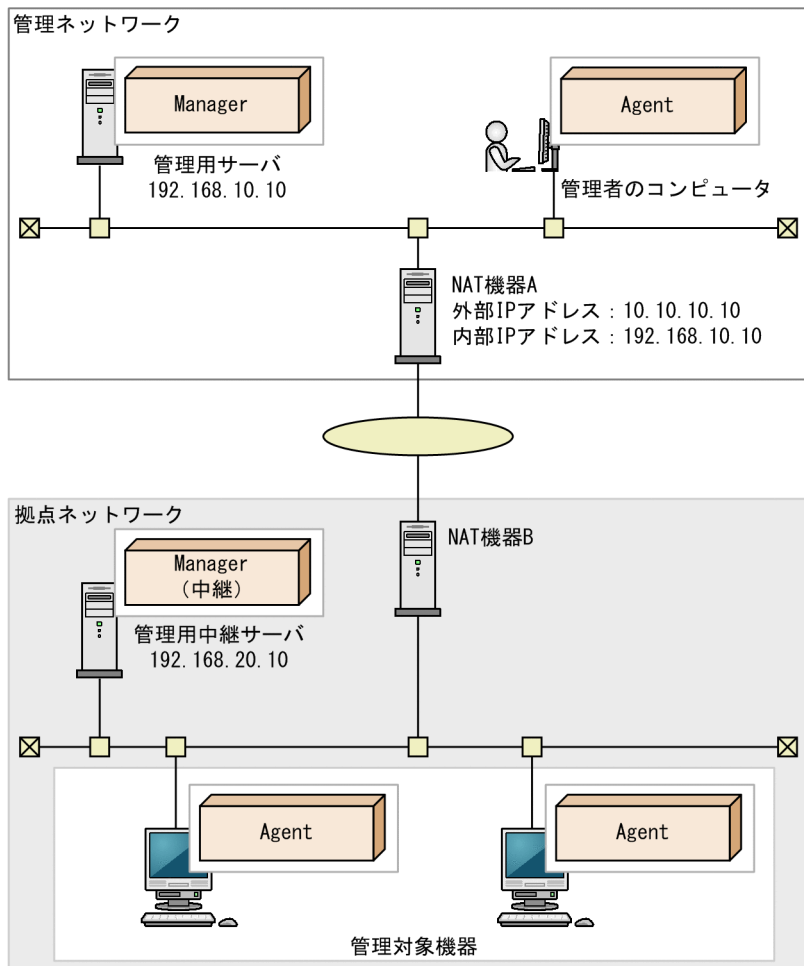 管理ネットワーク
Manager
Agent
管理用サーバ
192.168.10.10
管理者のコンピュータ
NAT機器A
外部IPアドレス：10.10.10.10
内部IPアドレス：192.168.10.10
拠点ネットワーク
Manager
（中継）
NAT機器B
管理用中継サーバ
192.168.20.10
Agent
Agent
管理対象機器